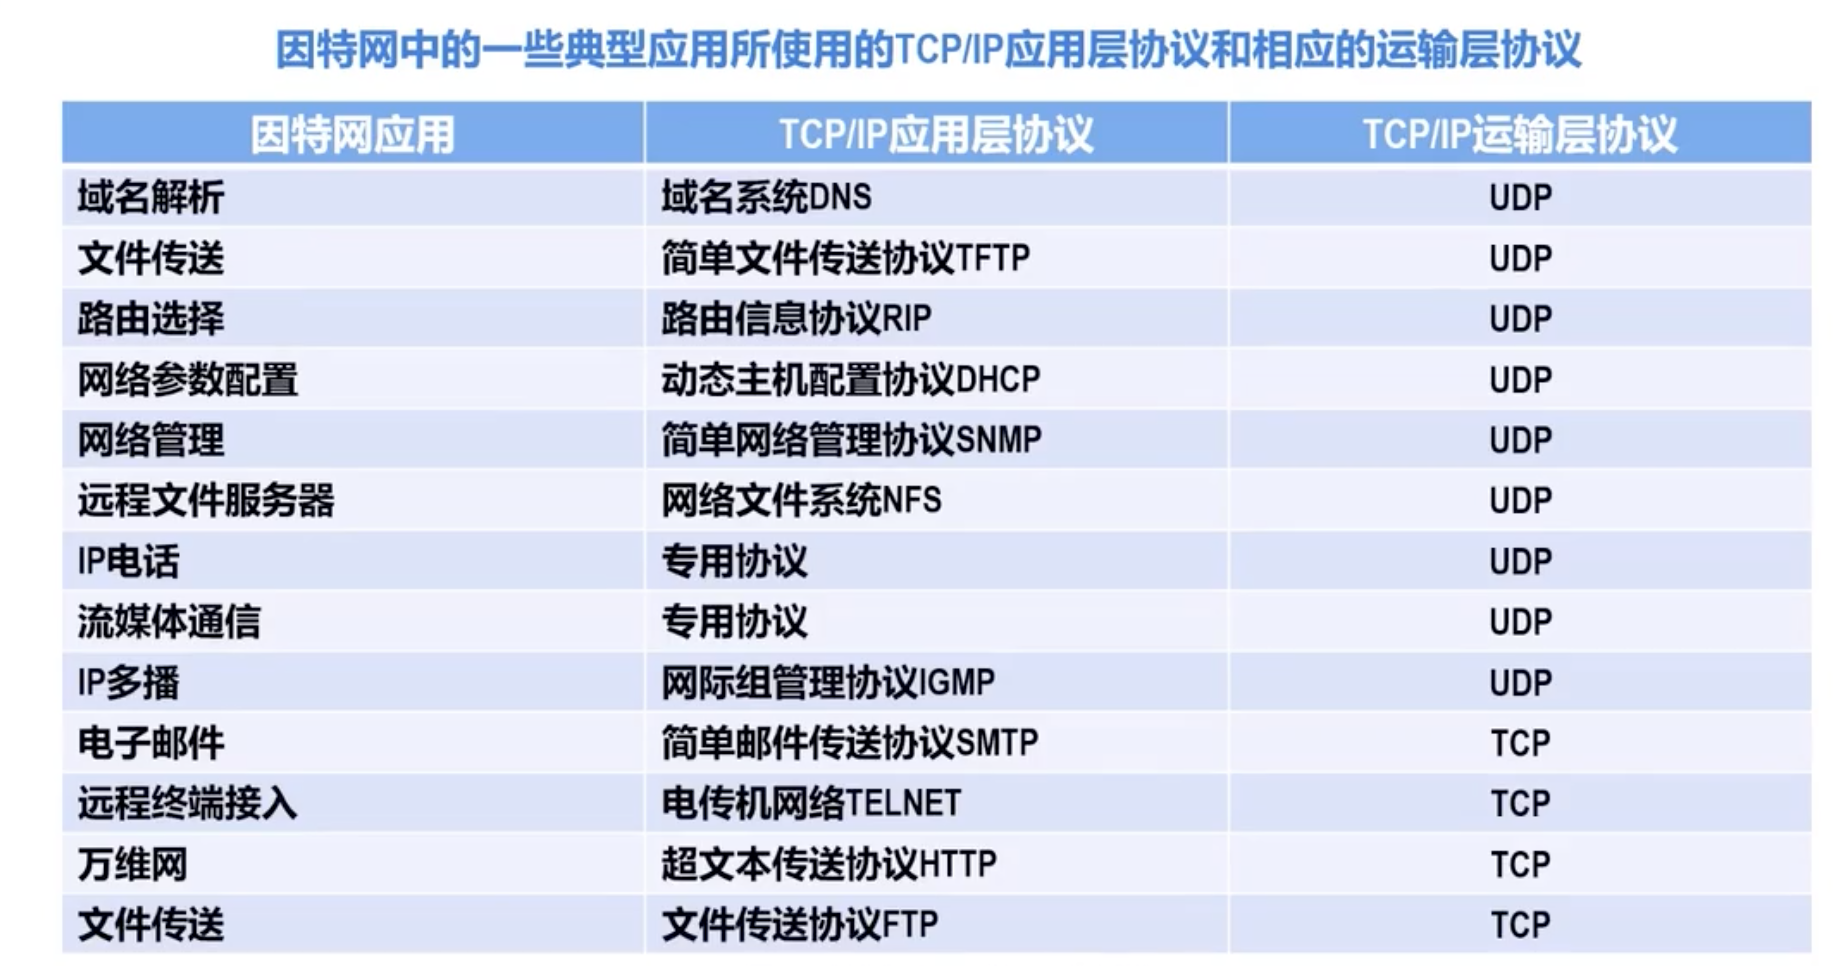 因特网中的一些典型应用所使用的TCP/IP应用层协议和相应的运输层协议
因特网应用 TCP/IP应用层协议 TCP/IP运输层协议
域名解析 域名系统DNS UDP
文件传送 简单文件传送协议TFTP UDP
路由选择 路由信息协议RIP UDP
网络参数配置 动态主机配置协议DHCP UDP
网络管理 简单网络管理协议SNMP UDP
远程文件服务器 网络文件系统NFS UDP
IP电话 专用协议 UDP
流媒体通信 专用协议 UDP
IP多播 网际组管理协议IGMP UDP
电子邮件 简单邮件传送协议SMTP TCP
远程终端接入 电传机网络TELNET TCP
万维网 超文本传送协议HTTP TCP
文件传送 文件传送协议FTP TCP